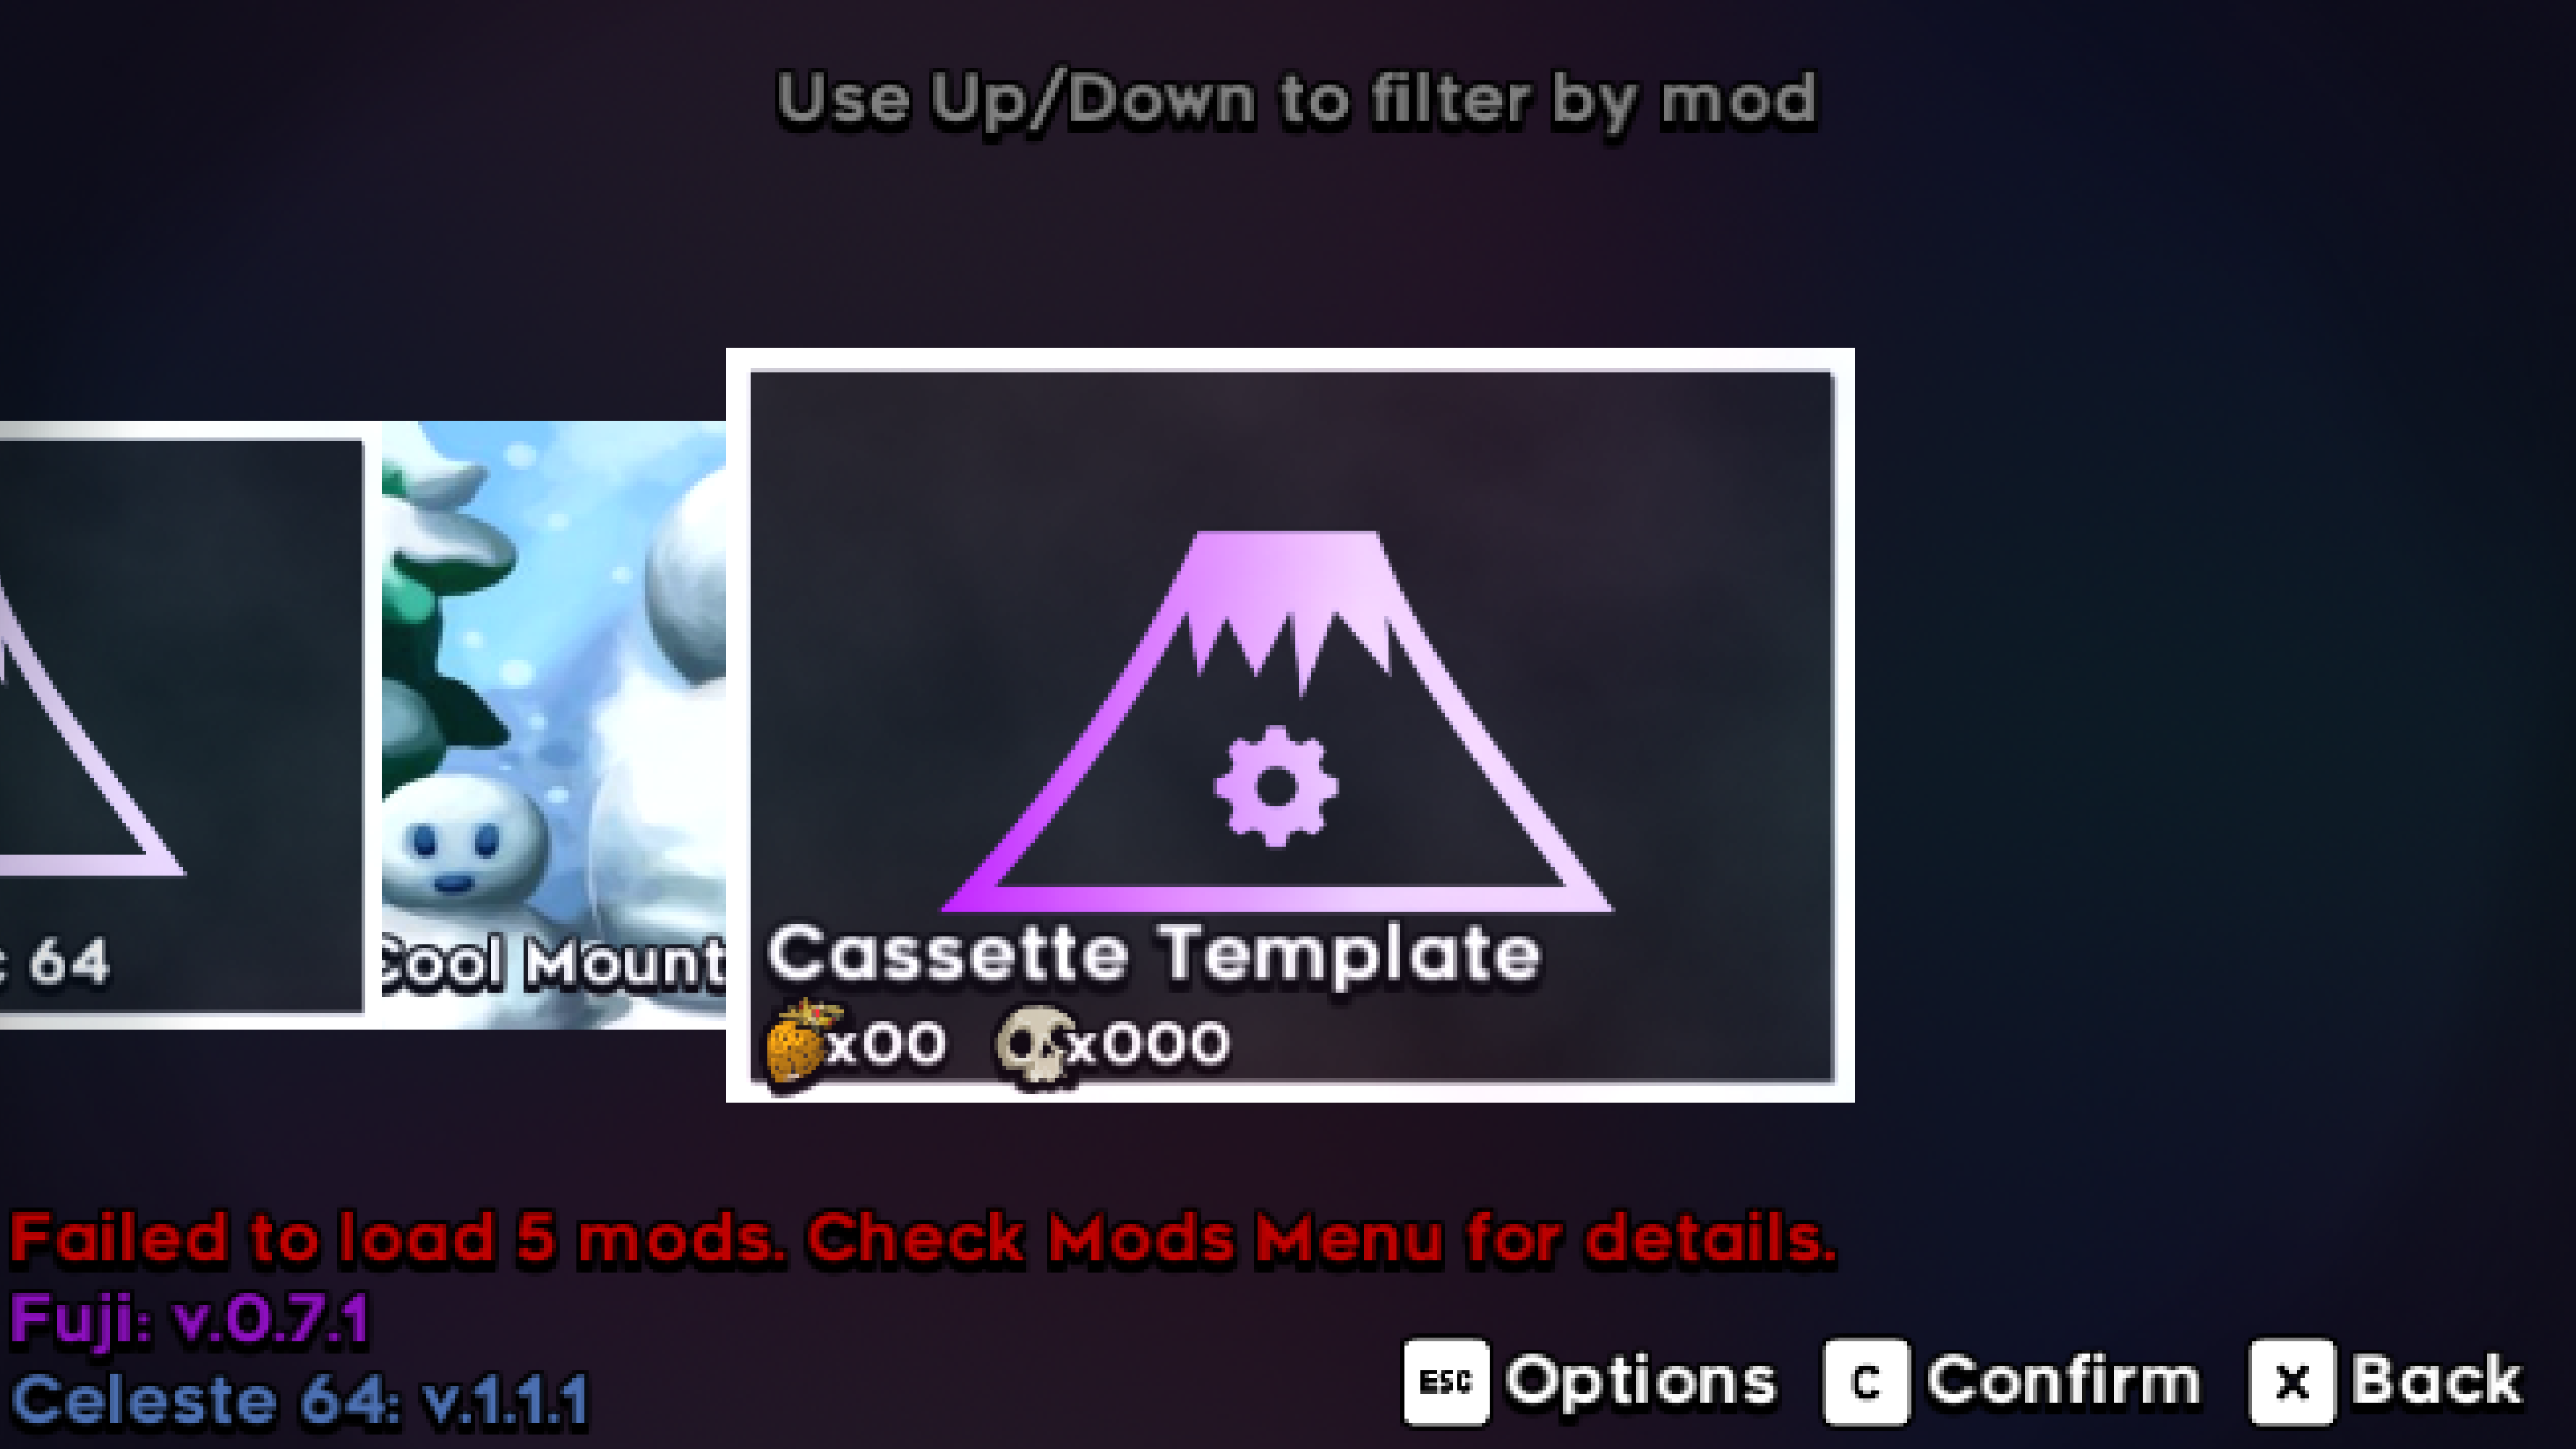 Use Up/Down to filter by mod
64
Cool Mount
Cassette Template
x00 x000
Failed to load 5 mods. Check Mods Menu for details.
Fuji: v.0.7.1
Celeste 64: v.1.1.1
ESC Options C Confirm X Back